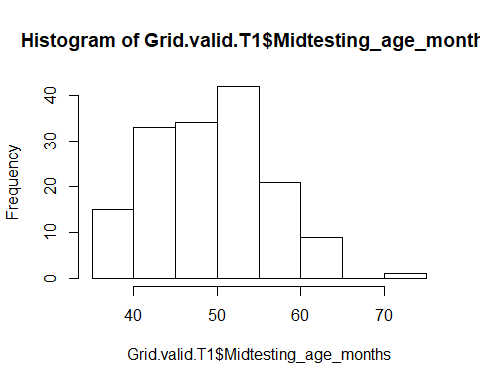 Histogram of Grid.valid.T1$Midtesting_age_month
Frequency
40
30
20
10
0
40 50 60 70
Grid.valid.T1$Midtesting_age_months